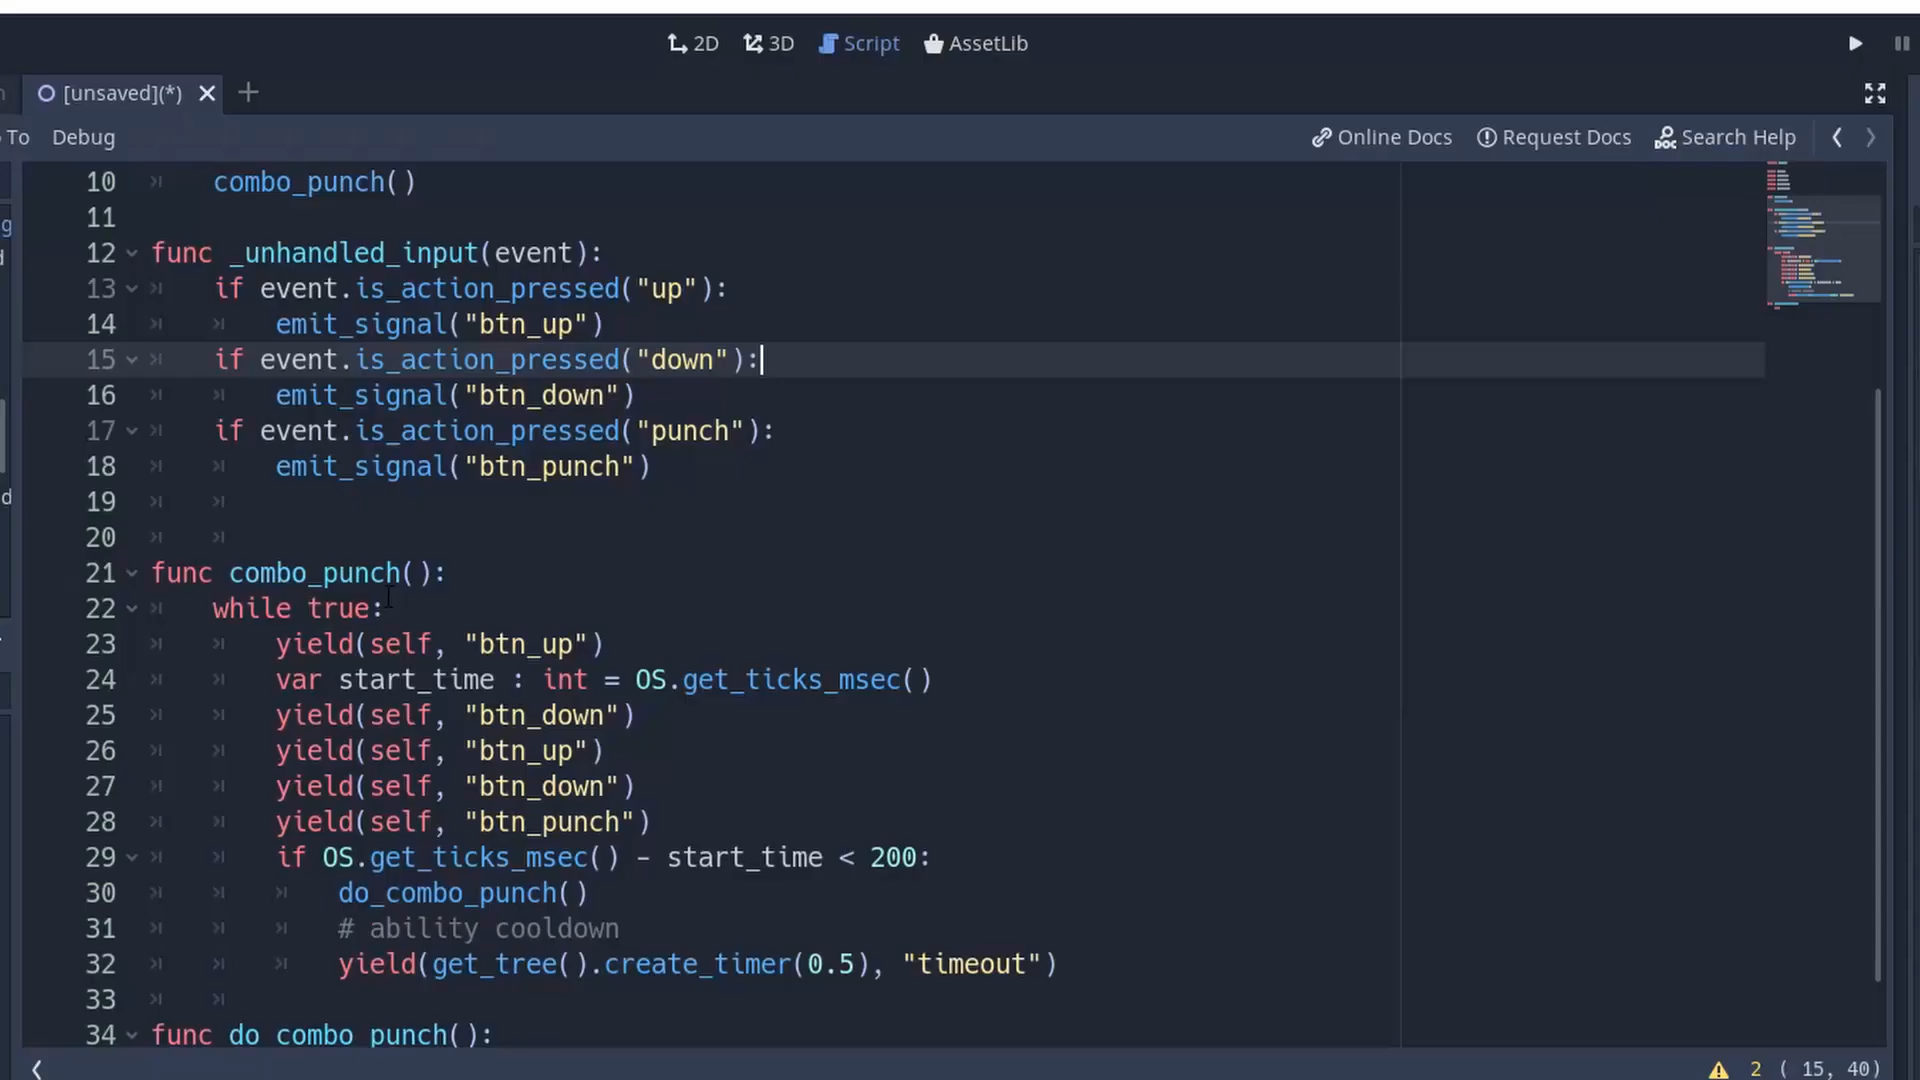 2D 3D Script AssetLib
[unsaved](*)
To Debug Online Docs Request Docs Search Help
10 combo_punch()
11
12 func _unhandled_input(event):
13 if event.is_action_pressed("up"):
14 emit_signal("btn_up")
15 if event.is_action_pressed("down"):
16 emit_signal("btn_down")
17 if event.is_action_pressed("punch"):
18 emit_signal("btn_punch")
19
20
21 func combo_punch():
22 while true:
23 yield(self, "btn_up")
24 var start_time : int = OS.get_ticks_msec()
25 yield(self, "btn_down")
26 yield(self, "btn_up")
27 yield(self, "btn_down")
28 yield(self, "btn_punch")
29 if OS.get_ticks_msec() - start_time < 200:
30 do_combo_punch()
31 # ability cooldown
32 yield(get_tree().create_timer(0.5), "timeout")
33
34 func do_combo_punch():
2 ( 15, 40)